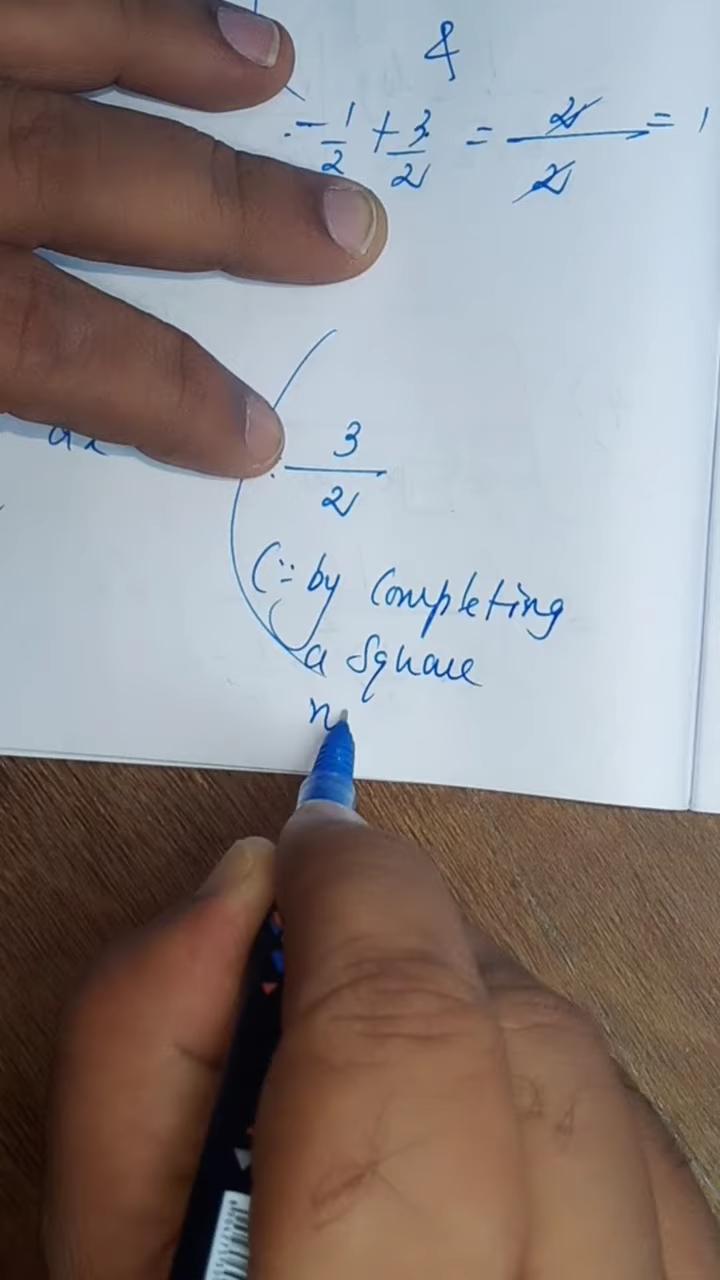 &
- 1/2 + 3/2 = 2/2 = 1
3/2
(∵ by Completing
a Square